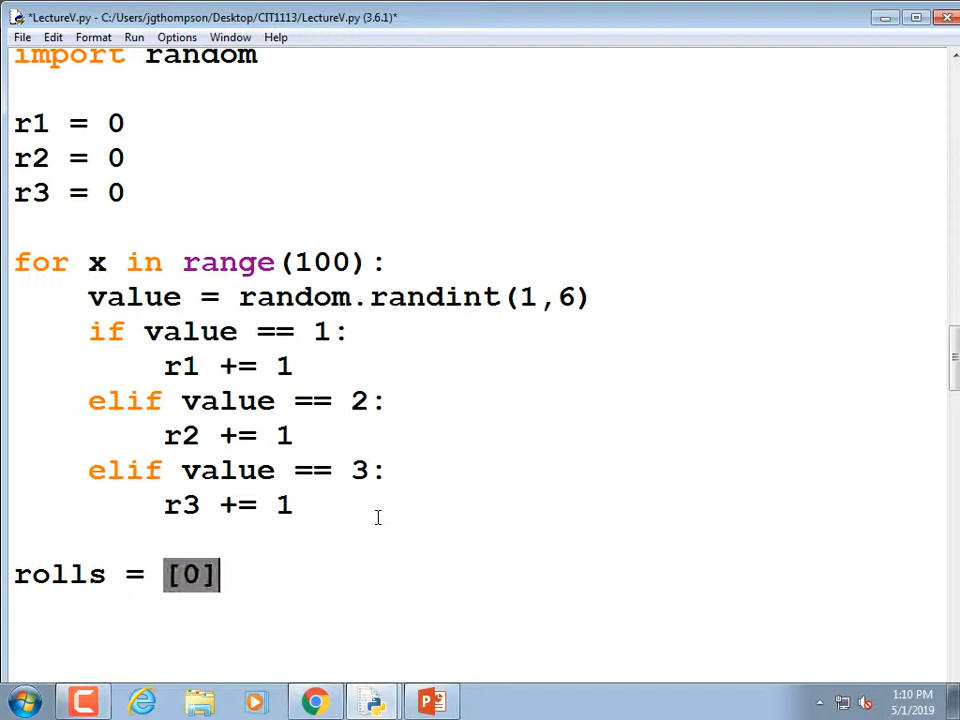 *LectureV.py - C:/Users/jgthompson/Desktop/CIT1113/LectureV.py (3.6.1)*
File Edit Format Run Options Window Help
import random
r1 = 0
r2 = 0
r3 = 0
for x in range(100):
    value = random.randint(1,6)
    if value == 1:
        r1 += 1
    elif value == 2:
        r2 += 1
    elif value == 3:
        r3 += 1
rolls = [0]
1:10 PM
5/1/2019